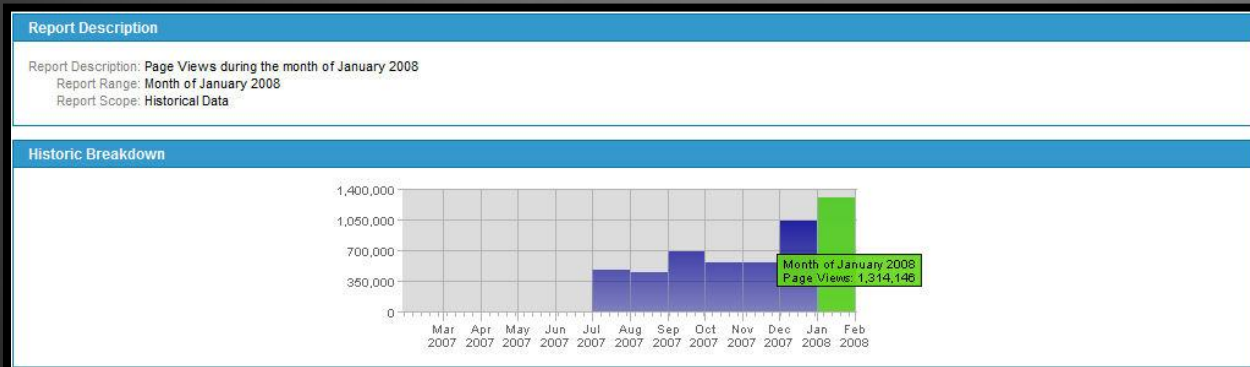 Report Description
Report Description: Page Views during the month of January 2008
Report Range: Month of January 2008
Report Scope: Historical Data
Historic Breakdown
1,400,000
1,050,000
700,000
350,000
0
Month of January 2008
Page Views: 1,314,146
Mar Apr May Jun Jul Aug Sep Oct Nov Dec Jan Feb
2007 2007 2007 2007 2007 2007 2007 2007 2007 2007 2008 2008